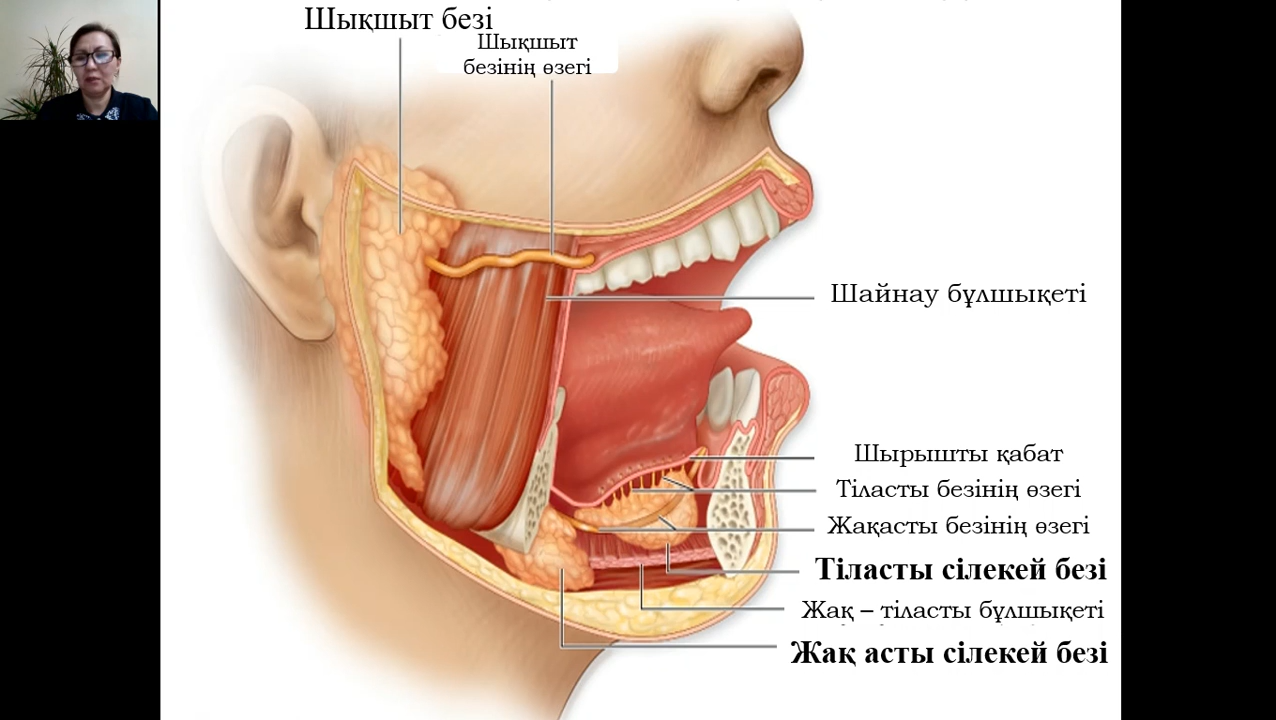 Шықшыт безі
Шықшыт
безінің өзегі
Шайнау бұлшықеті
Шырышты қабат
Тіласты безінің өзегі
Жақасты безінің өзегі
Тіласты сілекей безі
Жақ – тіласты бұлшықеті
Жақ асты сілекей безі